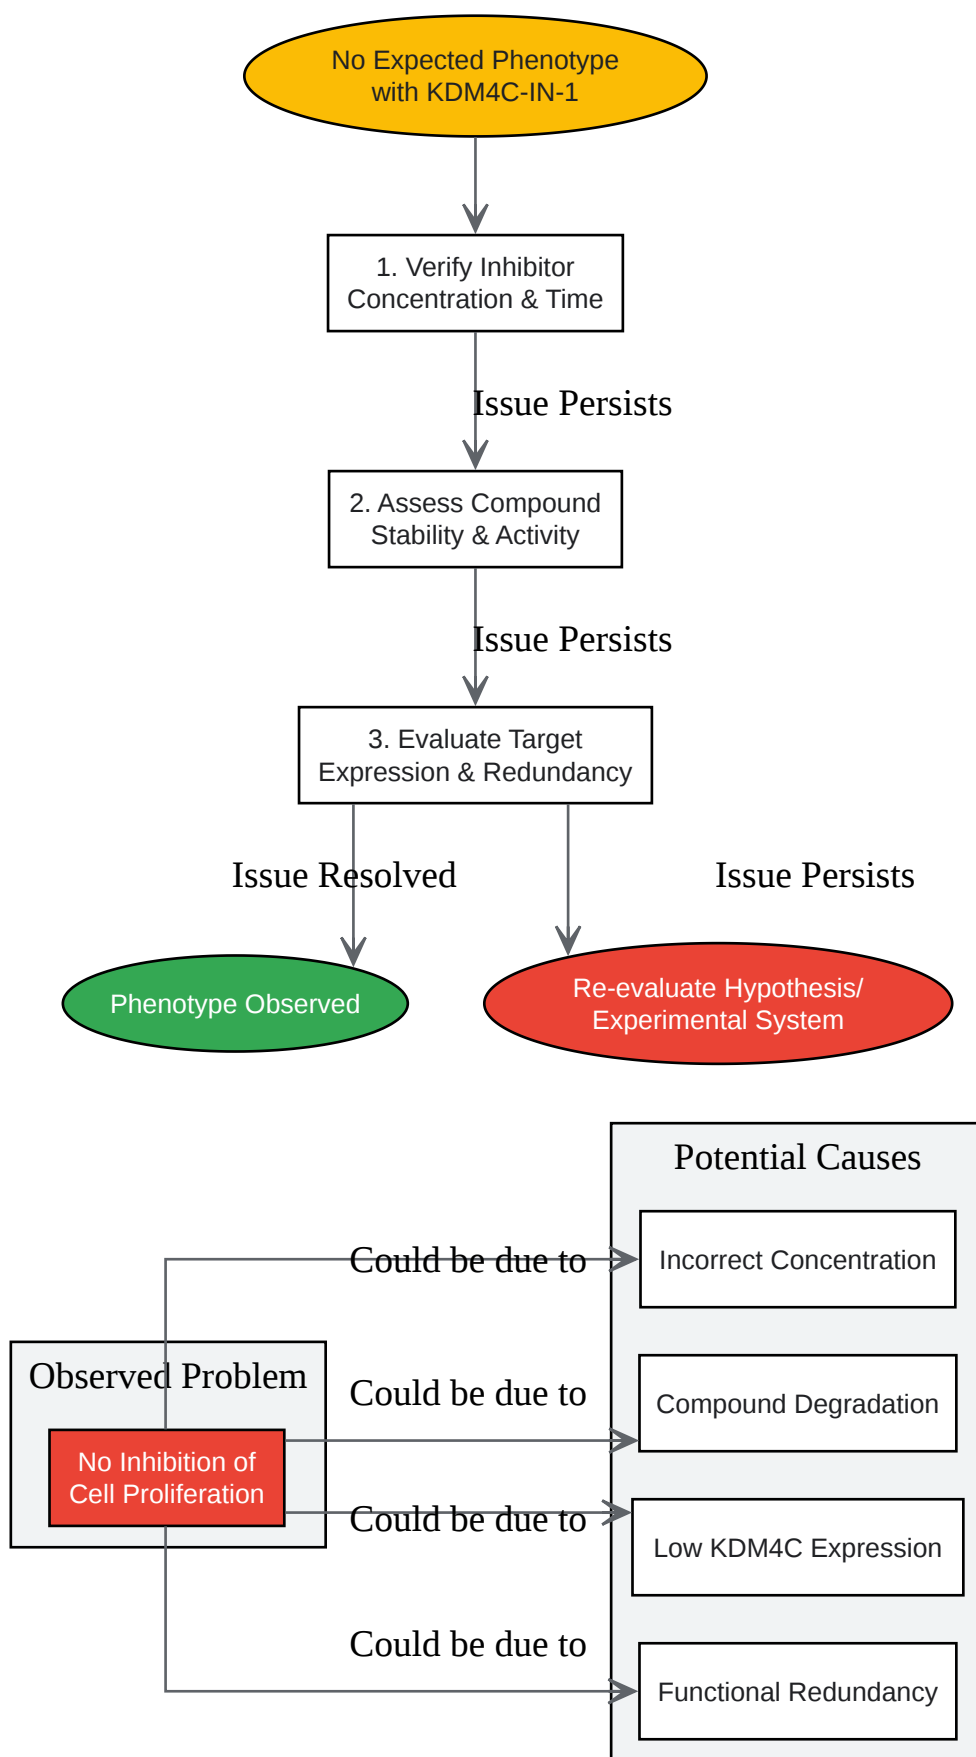 No Expected Phenotype
with KDM4C-IN-1
1. Verify Inhibitor
Concentration & Time
Issue Persists
2. Assess Compound
Stability & Activity
Issue Persists
3. Evaluate Target
Expression & Redundancy
Issue Resolved
Issue Persists
Phenotype Observed
Re-evaluate Hypothesis/
Experimental System
Potential Causes
Could be due to
Incorrect Concentration
Observed Problem
Could be due to
Compound Degradation
No Inhibition of
Cell Proliferation
Could be due to
Low KDM4C Expression
Could be due to
Functional Redundancy